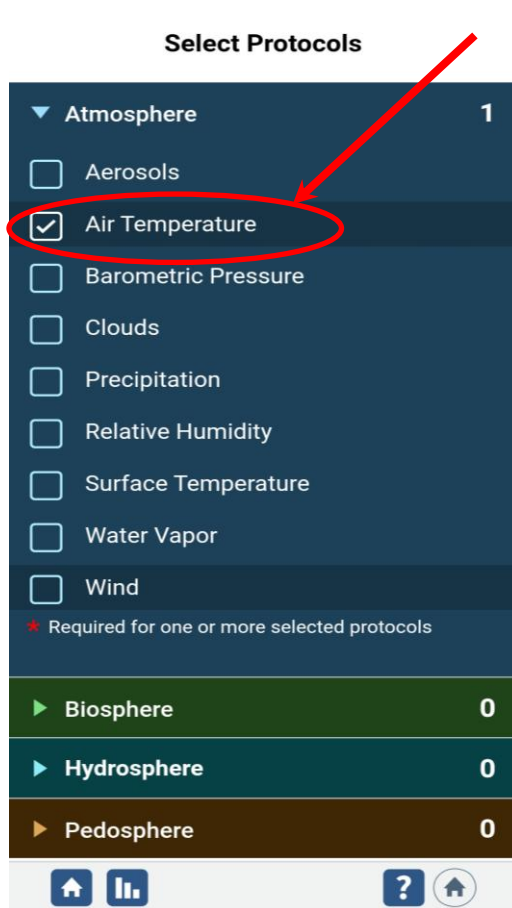 Select Protocols
Atmosphere 1
Aerosols
Air Temperature
Barometric Pressure
Clouds
Precipitation
Relative Humidity
Surface Temperature
Water Vapor
Wind
* Required for one or more selected protocols
Biosphere 0
Hydrosphere 0
Pedosphere 0
?